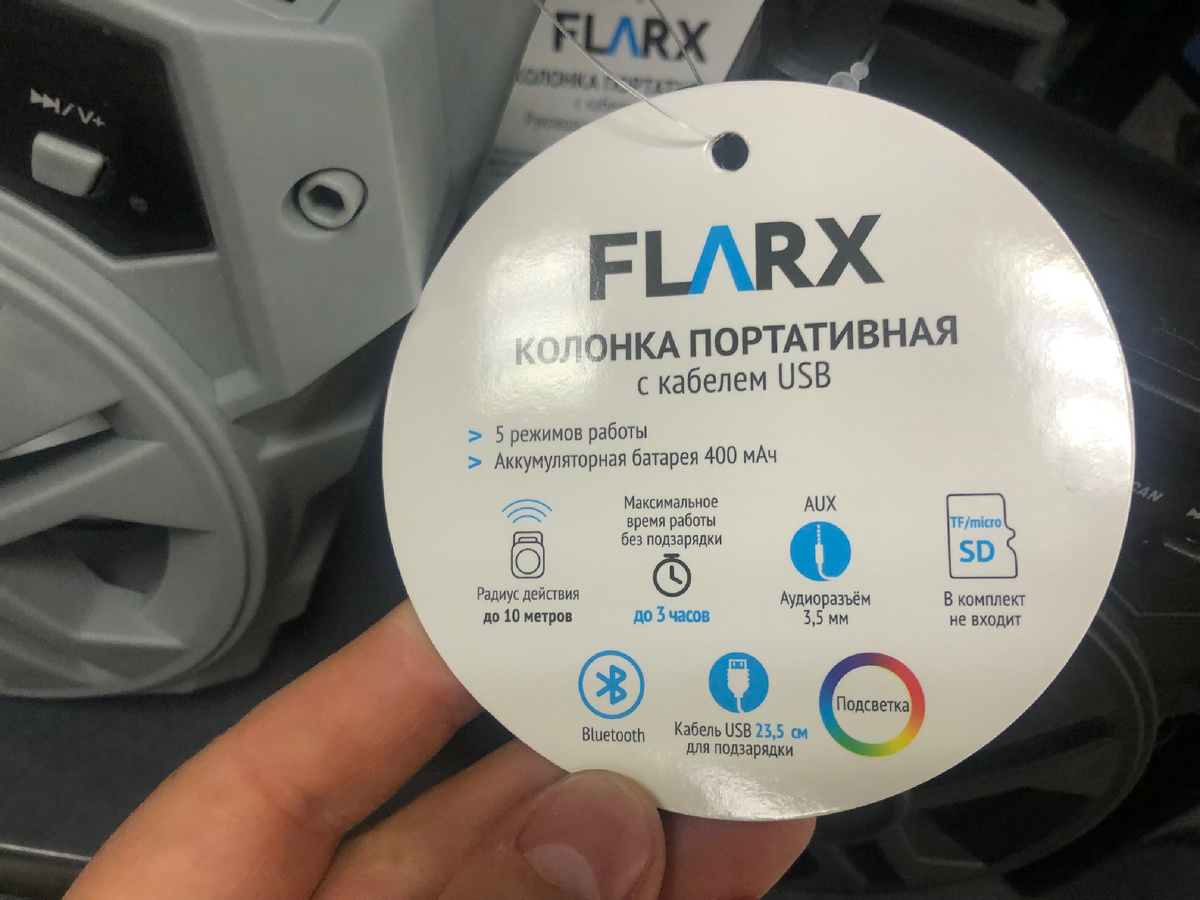 FLARX
КОЛОНКА
с кабе
▶▶I/V+
FLARX
КОЛОНКА ПОРТАТИВНАЯ
с кабелем USB
> 5 режимов работы
> Аккумуляторная батарея 400 мАч
Радиус действия
до 10 метров
Максимальное
время работы
без подзарядки
до 3 часов
AUX
Аудиоразъём
3,5 мм
TF/micro
SD
В комплект
не входит
Bluetooth
Кабель USB 23,5 см
для подзарядки
Подсветка